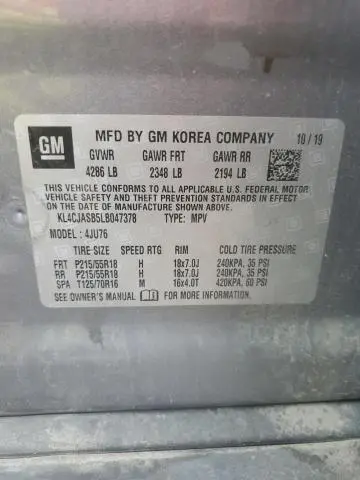 GM
MFD BY GM KOREA COMPANY 10/19
GVWR GAWR FRT GAWR RR
4286 LB 2348 LB 2194 LB
THIS VEHICLE CONFORMS TO ALL APPLICABLE U.S. FEDERAL MOTOR
VEHICLE SAFETY, BUMPER, AND THEFT PREVENTION STANDARDS IN
EFFECT ON THE DATE OF MANUFACTURE SHOWN ABOVE.
KL4CJASB5LB047378 TYPE: MPV
MODEL: 4JU76
TIRE SIZE SPEED RTG RIM COLD TIRE PRESSURE
FRT P215/55R18 H 18x7.0J 240KPA, 35 PSI
RR P215/55R18 H 18x7.0J 240KPA, 35 PSI
SPA T125/70R16 M 16x4.0T 420KPA, 60 PSI
SEE OWNER'S MANUAL FOR ADDITIONAL INFORMATION.